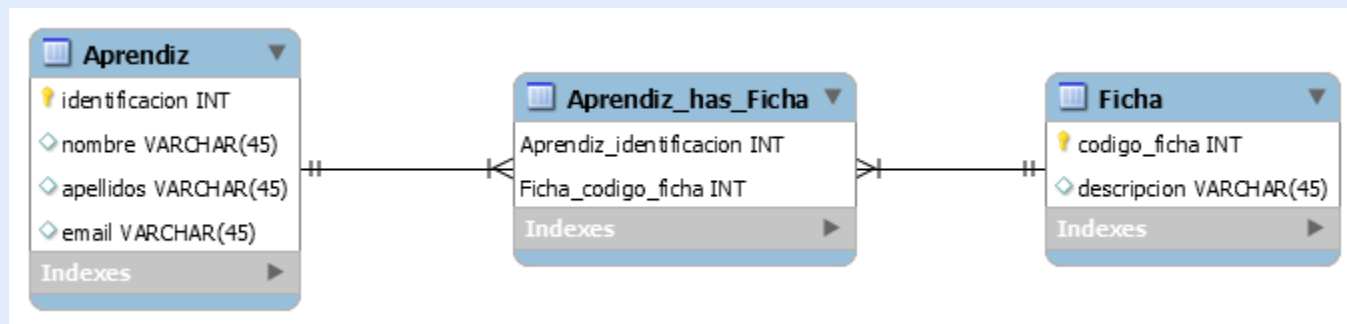 Aprendiz
identificacion INT
nombre VARCHAR(45)
apellidos VARCHAR(45)
email VARCHAR(45)
Indexes
Aprendiz_has_Ficha
Aprendiz_identificacion INT
Ficha_codigo_ficha INT
Indexes
Ficha
codigo_ficha INT
descripcion VARCHAR(45)
Indexes